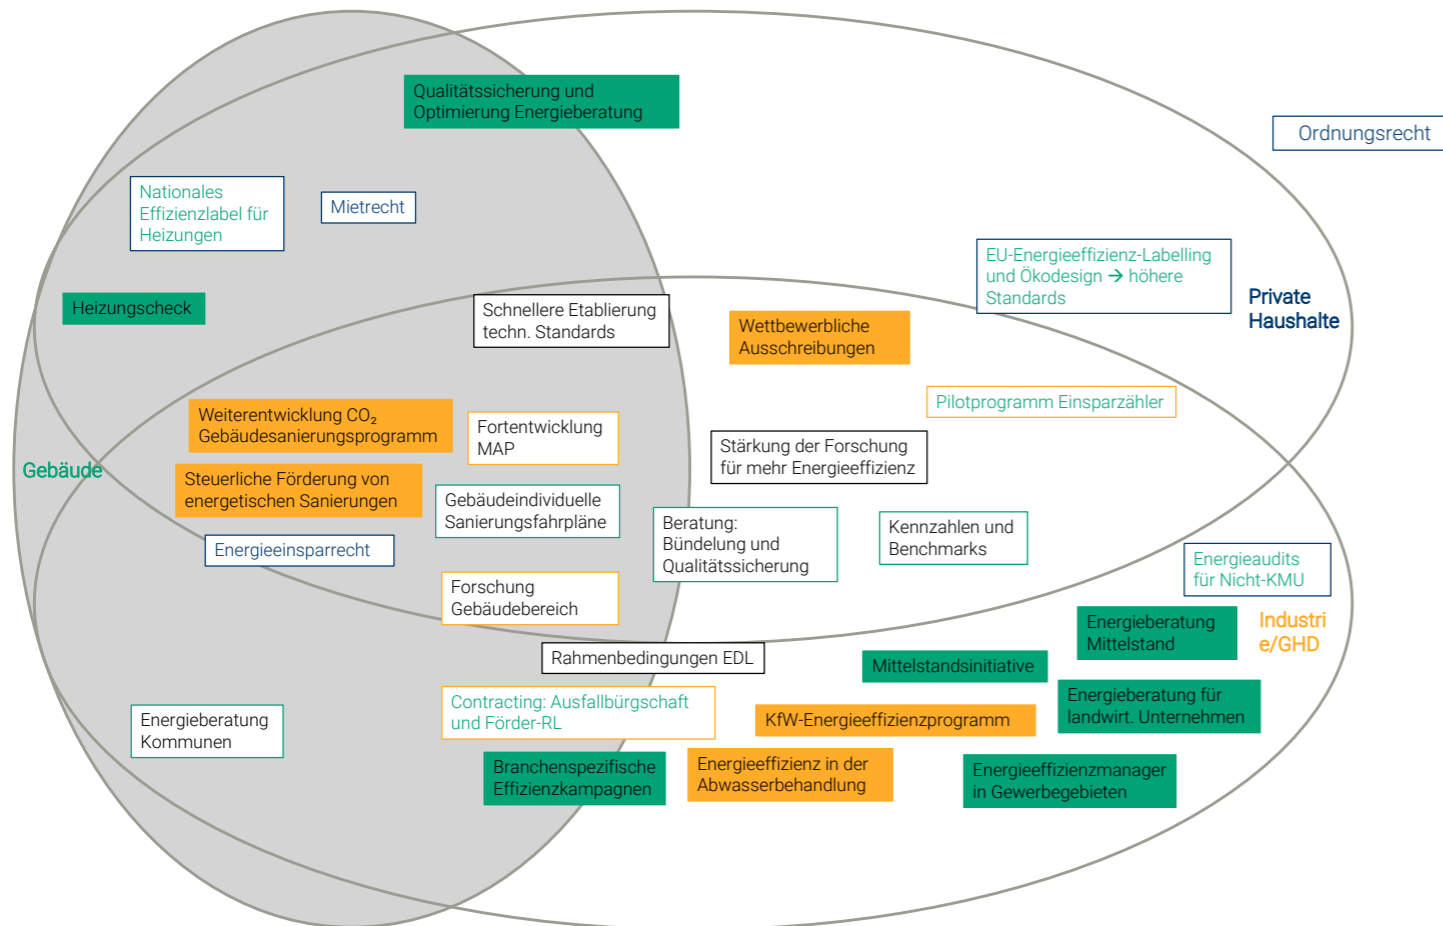 Qualitätssicherung und
Optimierung Energieberatung
Ordnungsrecht
Nationales
Effizienzlabel für
Heizungen
Mietrecht
EU-Energieeffizienz-Labelling
und Ökodesign → höhere
Standards
Private
Haushalte
Heizungscheck
Schnellere Etablierung
techn. Standards
Wettbewerbliche
Ausschreibungen
Pilotprogramm Einsparzähler
Weiterentwicklung CO₂
Gebäudesanierungsprogramm
Fortentwicklung
MAP
Stärkung der Forschung
für mehr Energieeffizienz
Gebäude
Steuerliche Förderung von
energetischen Sanierungen
Gebäudeindividuelle
Sanierungsfahrpläne
Beratung:
Bündelung und
Qualitätssicherung
Kennzahlen und
Benchmarks
Energieeinsparrecht
Energieaudits
für Nicht-KMU
Forschung
Gebäudebereich
Energieberatung
Mittelstand
Industri
e/GHD
Rahmenbedingungen EDL
Mittelstandsinitiative
Contracting: Ausfallbürgschaft
und Förder-RL
Energieberatung für
landwirt. Unternehmen
Energieberatung
Kommunen
KfW-Energieeffizienzprogramm
Branchenspezifische
Effizienzkampagnen
Energieeffizienz in der
Abwasserbehandlung
Energieeffizienzmanager
in Gewerbegebieten